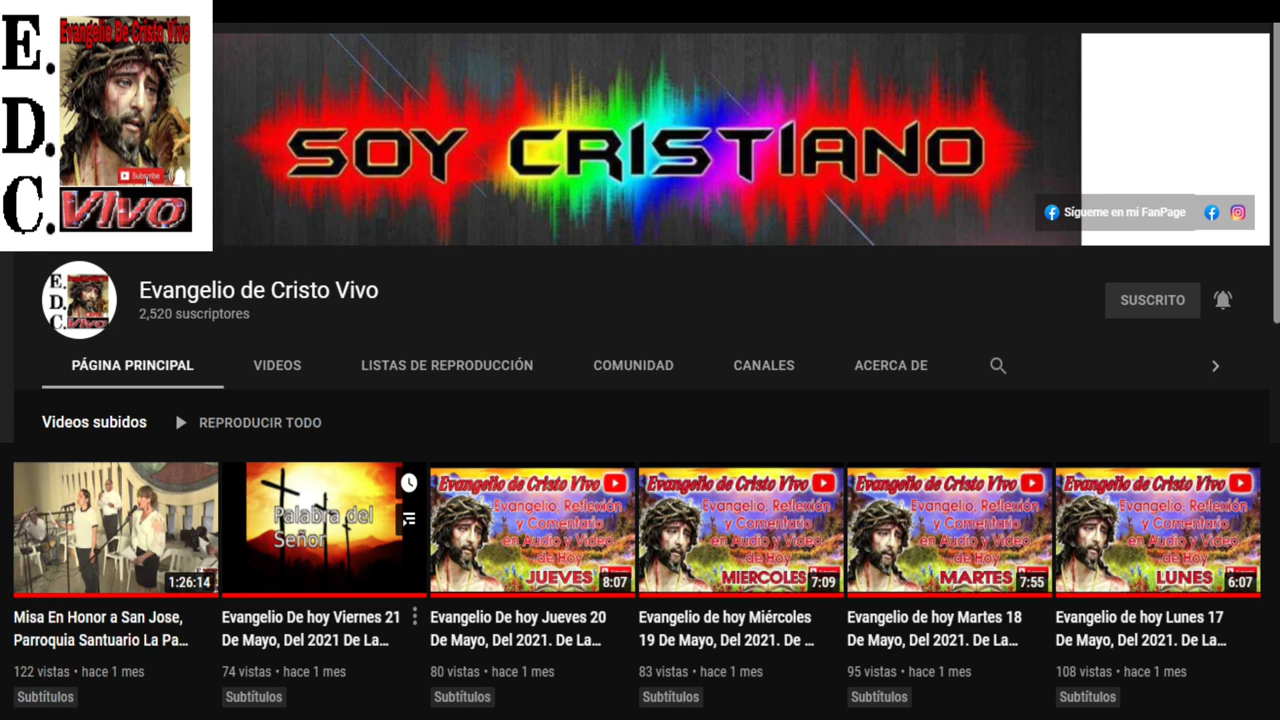 E.
D.
C.
Evangelio De Cristo Vivo
Subscribe
Vivo
SOY CRISTIANO
Sígueme en mi FanPage
E.
D.
C.
Vivo
Evangelio de Cristo Vivo
2,520 suscriptores
SUSCRITO
PÁGINA PRINCIPAL
VIDEOS
LISTAS DE REPRODUCCIÓN
COMUNIDAD
CANALES
ACERCA DE
Videos subidos
REPRODUCIR TODO
1:26:14
Misa En Honor a San Jose,
Parroquia Santuario La Pa...
122 vistas • hace 1 mes
Subtítulos
Palabra del
Señor
Evangelio De hoy Viernes 21
De Mayo, Del 2021 De La...
74 vistas • hace 1 mes
Subtítulos
Evangelio de Cristo Vivo
Evangelio, Reflexión
y Comentario
en Audio y Video
de Hoy
JUEVES
8:07
Evangelio De hoy Jueves 20
De Mayo, Del 2021. De La...
80 vistas • hace 1 mes
Subtítulos
Evangelio de Cristo Vivo
Evangelio, Reflexión
y Comentario
en Audio y Video
de Hoy
MIERCOLES
7:09
Evangelio de hoy Miércoles
19 De Mayo, Del 2021. De ...
83 vistas • hace 1 mes
Subtítulos
Evangelio de Cristo Vivo
Evangelio, Reflexión
y Comentario
en Audio y Video
de Hoy
MARTES
7:55
Evangelio de hoy Martes 18
De Mayo, Del 2021. De La...
95 vistas • hace 1 mes
Subtítulos
Evangelio de Cristo Vivo
Evangelio, Reflexión
y Comentario
en Audio y Video
de Hoy
LUNES
6:07
Evangelio de hoy Lunes 17
De Mayo, Del 2021. De La...
108 vistas • hace 1 mes
Subtítulos